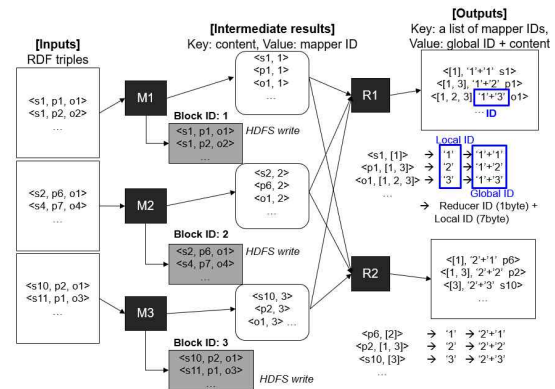 [Inputs]
RDF triples
<s1, p1, o1>
<s1, p2, o2>
…
<s2, p6, o1>
<s4, p7, o4>
…
<s10, p2, o1>
<s11, p1, o3>
…
M1
Block ID: 1
<s1, p1, o1>
<s1, p2, o2>
…
HDFS write
M2
Block ID: 2
<s2, p6, o1>
<s4, p7, o4>
…
HDFS write
M3
Block ID: 3
<s10, p2, o1>
<s11, p1, o3>
…
HDFS write
[Intermediate results]
Key: content, Value: mapper ID
<s1, 1>
<p1, 1>
<o1, 1>
…
<s2, 2>
<p6, 2>
<o1, 2>
…
<s10, 3>
<p2, 3>
<o1, 3> …
R1
R2
[Outputs]
Key: a list of mapper IDs,
Value: global ID + content
<[1], '1'+'1' s1>
<[1, 3], '1'+'2' p1>
<[1, 2, 3] '1'+'3' o1>
… ID
Local ID
<s1, [1]> → '1' → '1'+'1'
<p1, [1, 3]> → '2' → '1'+'2'
<o1, [1, 2, 3]> → '3' → '1'+'3'
…
Global ID
→ Reducer ID (1byte) +
Local ID (7byte)
<[1], '2'+'1' p6>
<[1, 3], '2'+'2' p2>
<[3], '2'+'3' s10>
…
<p6, [2]> → '1' → '2'+'1'
<p2, [1, 3]> → '2' → '2'+'2'
<s10, [3]> → '3' → '2'+'3'
…